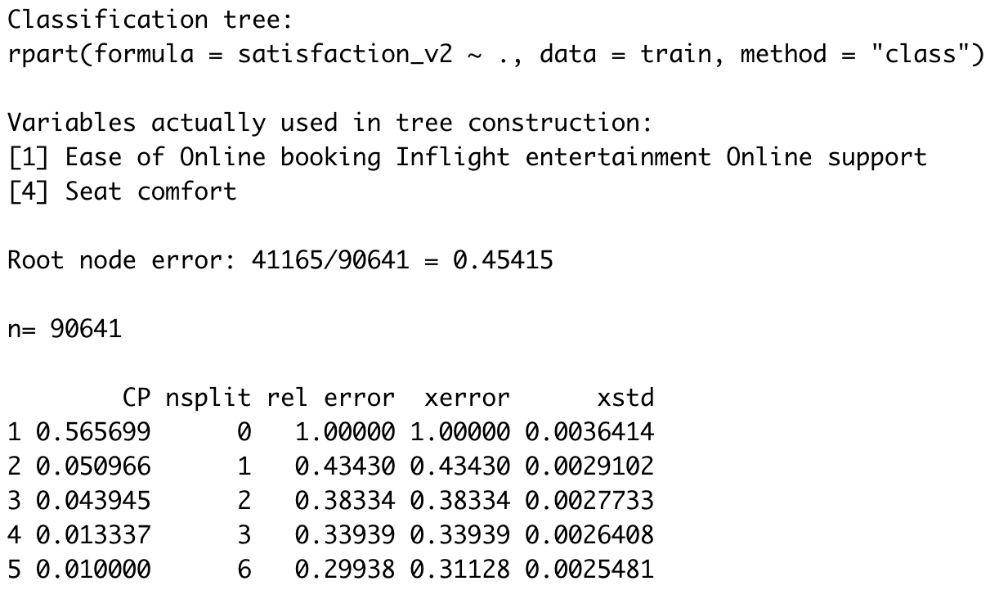 Classification tree:
rpart(formula = satisfaction_v2 ~ ., data = train, method = "class")
Variables actually used in tree construction:
[1] Ease of Online booking Inflight entertainment Online support
[4] Seat comfort
Root node error: 41165/90641 = 0.45415
n= 90641
CP nsplit rel error xerror xstd
1 0.565699 0 1.00000 1.00000 0.0036414
2 0.050966 1 0.43430 0.43430 0.0029102
3 0.043945 2 0.38334 0.38334 0.0027733
4 0.013337 3 0.33939 0.33939 0.0026408
5 0.010000 6 0.29938 0.31128 0.0025481